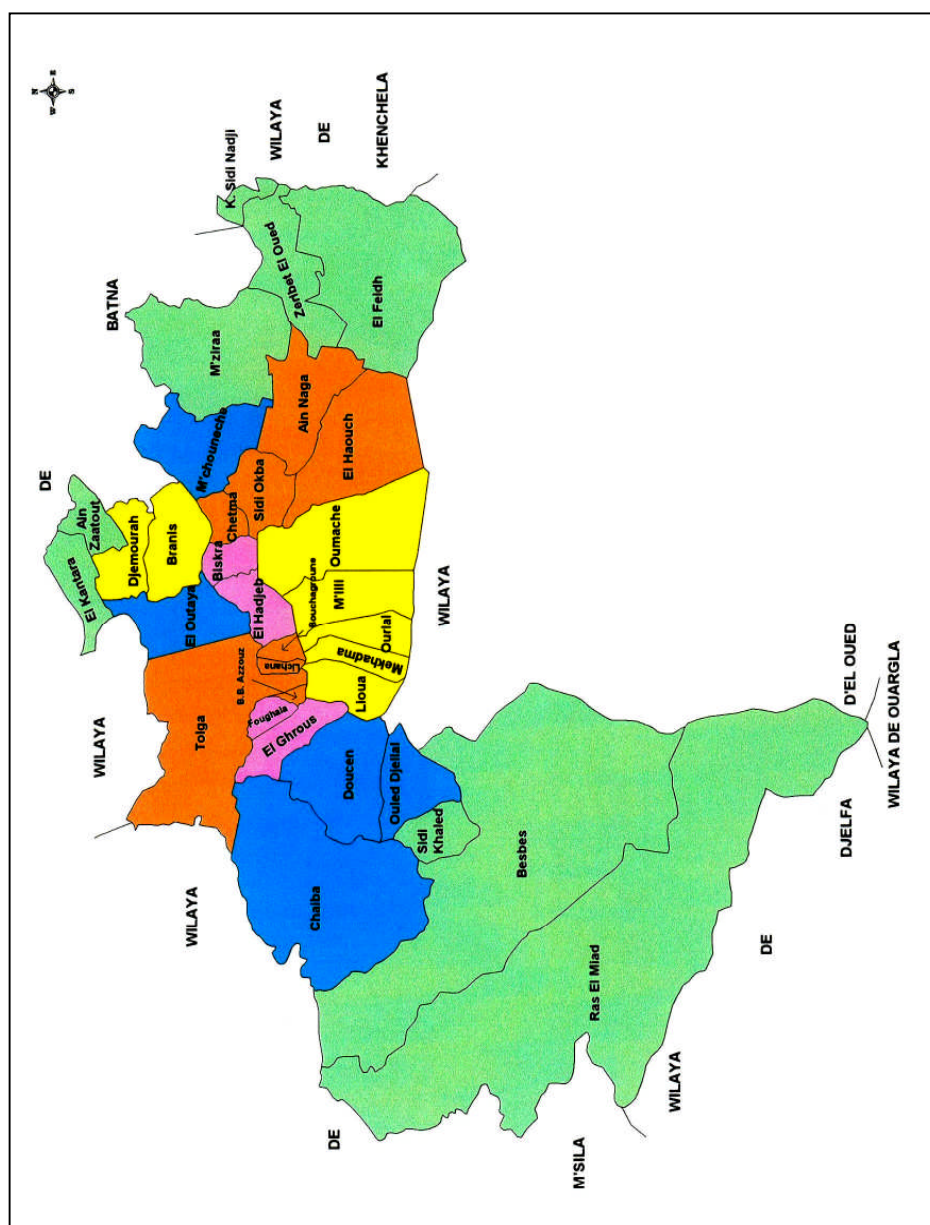 N
E
S
W
K. Sidi Nadji
WILAYA
DE
KHENCHELA
BATNA
Zeribet El Oued
El Feidh
M'ziraa
Ain Naga
El Haouch
M'chouneche
Sidi Okba
Chetma
DE
Ain
Zaatout
El Kantara
Djemourah
Branis
Biskra
Oumache
El Outaya
El Hadjeb
Bouchagroune
M'lili
Ourlal
Mekhadma
Lichana
B.B. Azzouz
Lioua
WILAYA
WILAYA
Tolga
Foughala
El Ghrous
Doucen
Ouled Djellal
Sidi
Khaled
WILAYA
Chaiba
Besbes
Ras El Miad
D'EL OUED
WILAYA DE OUARGLA
DJELFA
DE
WILAYA
DE
M'SILA